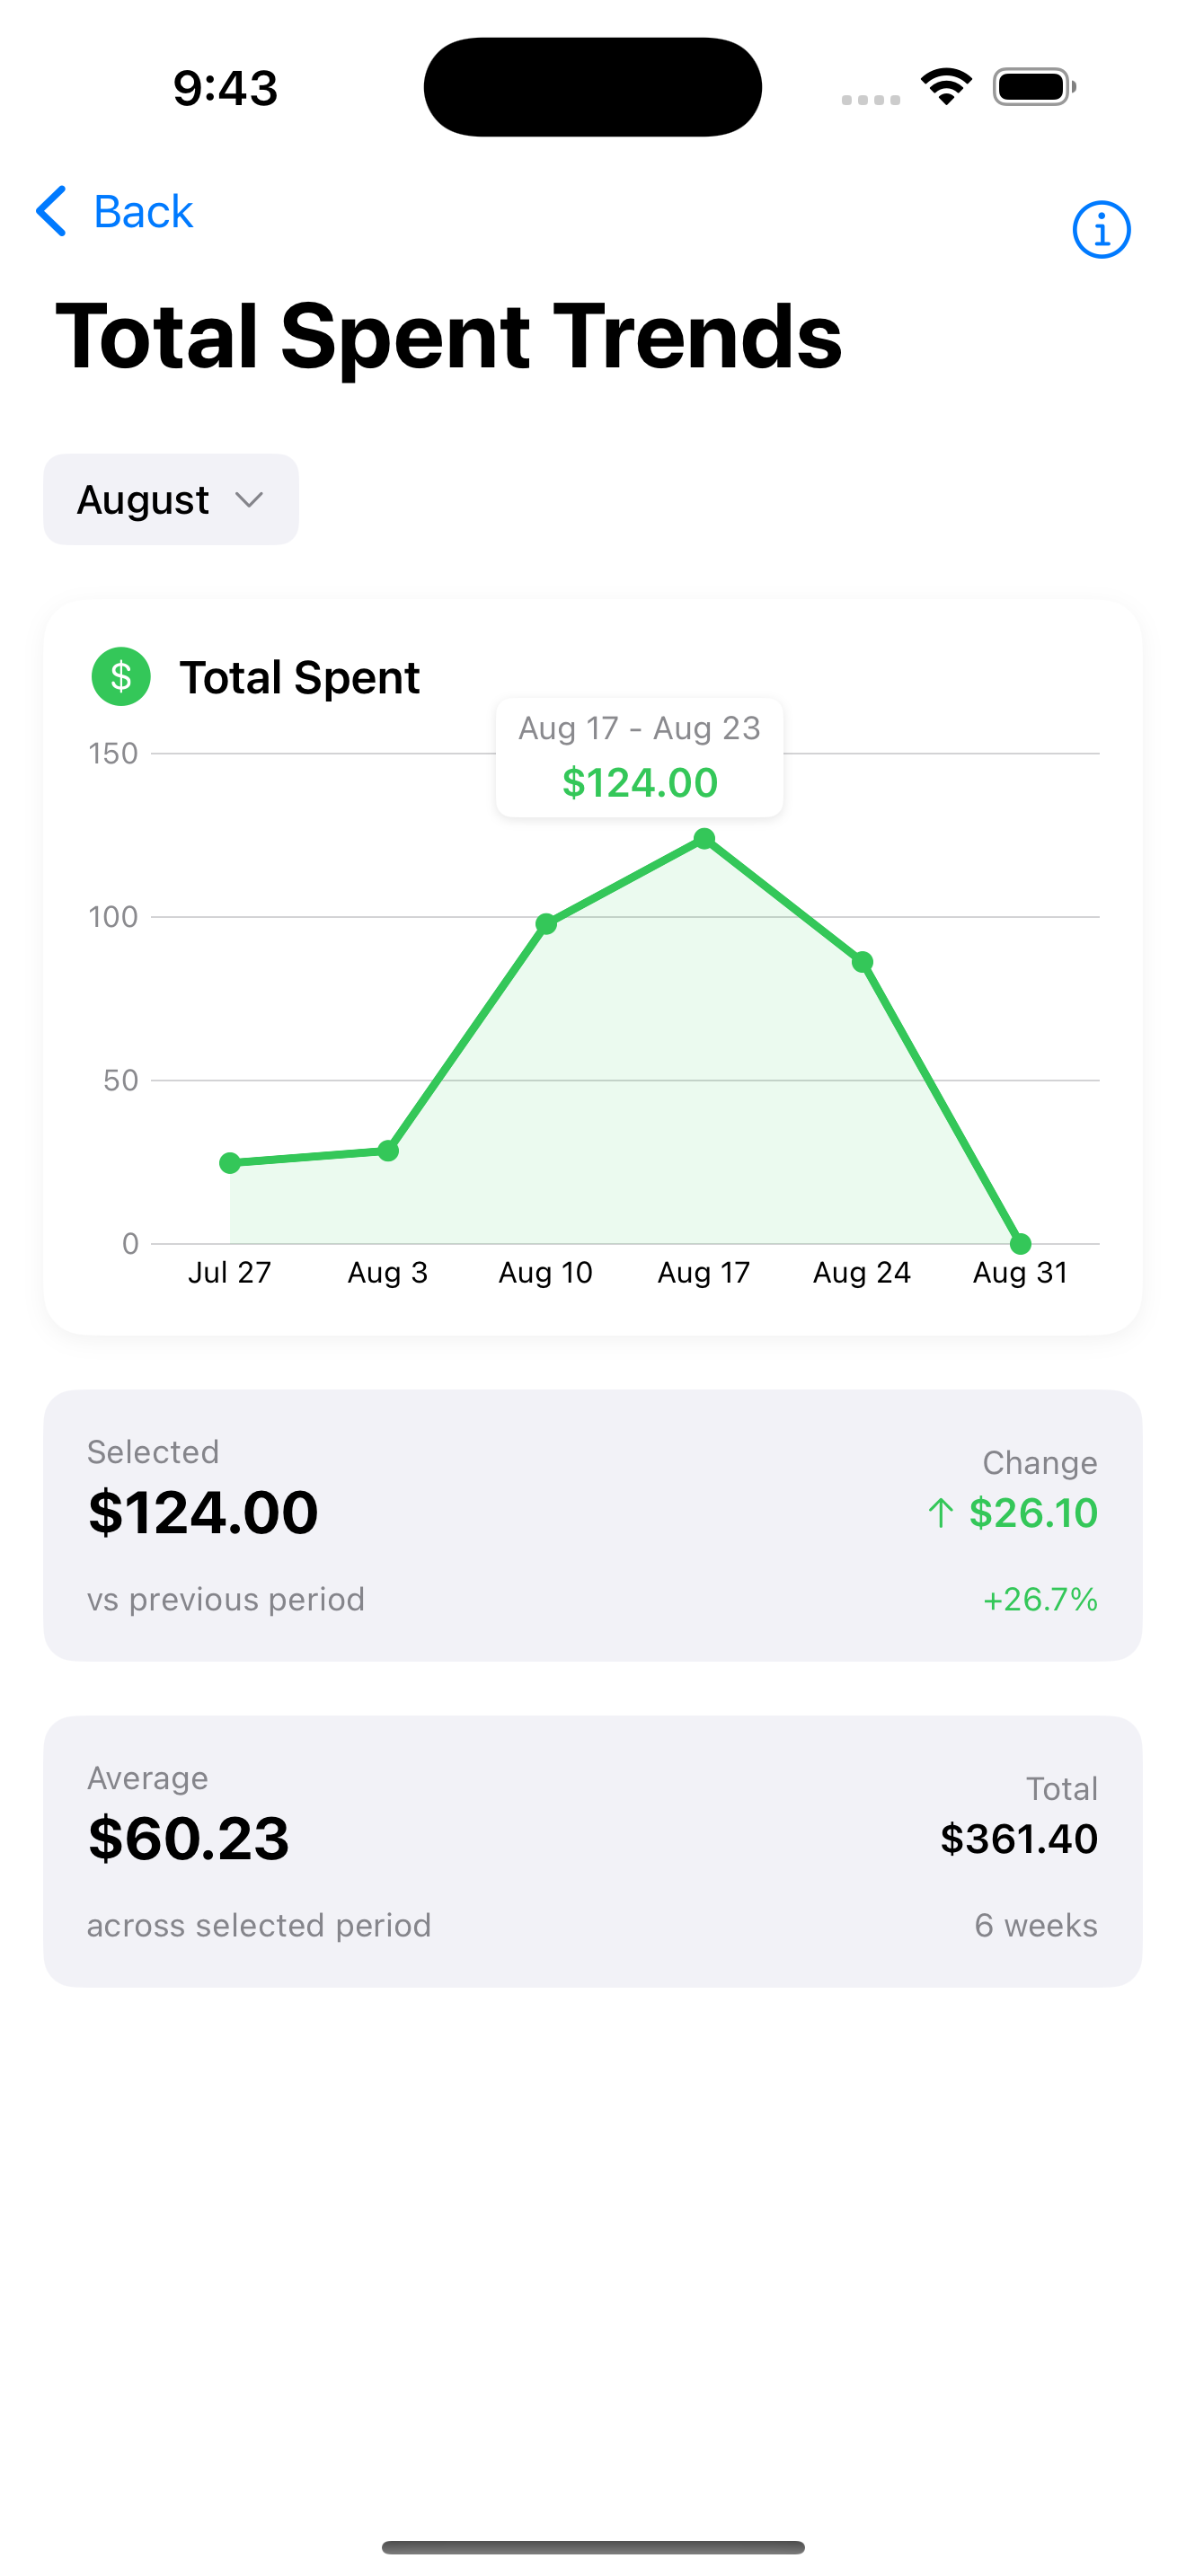 9:43
Back
Total Spent Trends
August
$ Total Spent
Aug 17 - Aug 23
$124.00
150
100
50
0
Jul 27 Aug 3 Aug 10 Aug 17 Aug 24 Aug 31
Selected
$124.00
Change
↑ $26.10
vs previous period
+26.7%
Average
$60.23
Total
$361.40
across selected period
6 weeks